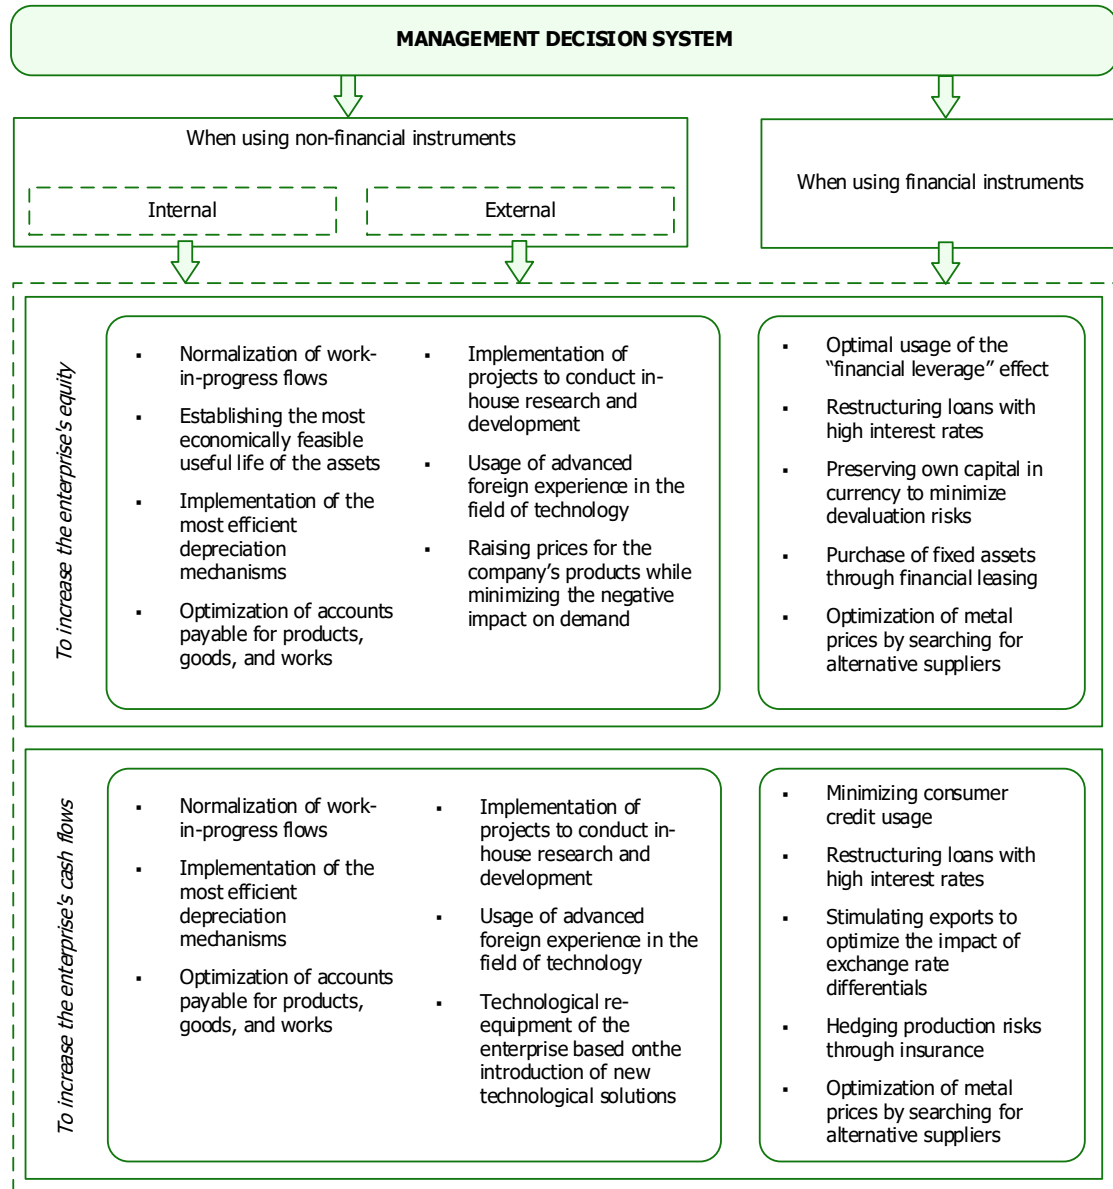 MANAGEMENT DECISION SYSTEM
When using non-financial instruments
Internal
External
When using financial instruments
To increase the enterprise's equity
▪ Normalization of work-
in-progress flows
▪ Establishing the most
economically feasible
useful life of the assets
▪ Implementation of the
most efficient
depreciation
mechanisms
▪ Optimization of accounts
payable for products,
goods, and works
▪ Implementation of
projects to conduct in-
house research and
development
▪ Usage of advanced
foreign experience in the
field of technology
▪ Raising prices for the
company’s products while
minimizing the negative
impact on demand
▪ Optimal usage of the
“financial leverage” effect
▪ Restructuring loans with
high interest rates
▪ Preserving own capital in
currency to minimize
devaluation risks
▪ Purchase of fixed assets
through financial leasing
▪ Optimization of metal
prices by searching for
alternative suppliers
To increase the enterprise's cash flows
▪ Normalization of work-
in-progress flows
▪ Implementation of the
most efficient
depreciation
mechanisms
▪ Optimization of accounts
payable for products,
goods, and works
▪ Implementation of
projects to conduct in-
house research and
development
▪ Usage of advanced
foreign experience in the
field of technology
▪ Technological re-
equipment of the
enterprise based onthe
introduction of new
technological solutions
▪ Minimizing consumer
credit usage
▪ Restructuring loans with
high interest rates
▪ Stimulating exports to
optimize the impact of
exchange rate
differentials
▪ Hedging production risks
through insurance
▪ Optimization of metal
prices by searching for
alternative suppliers